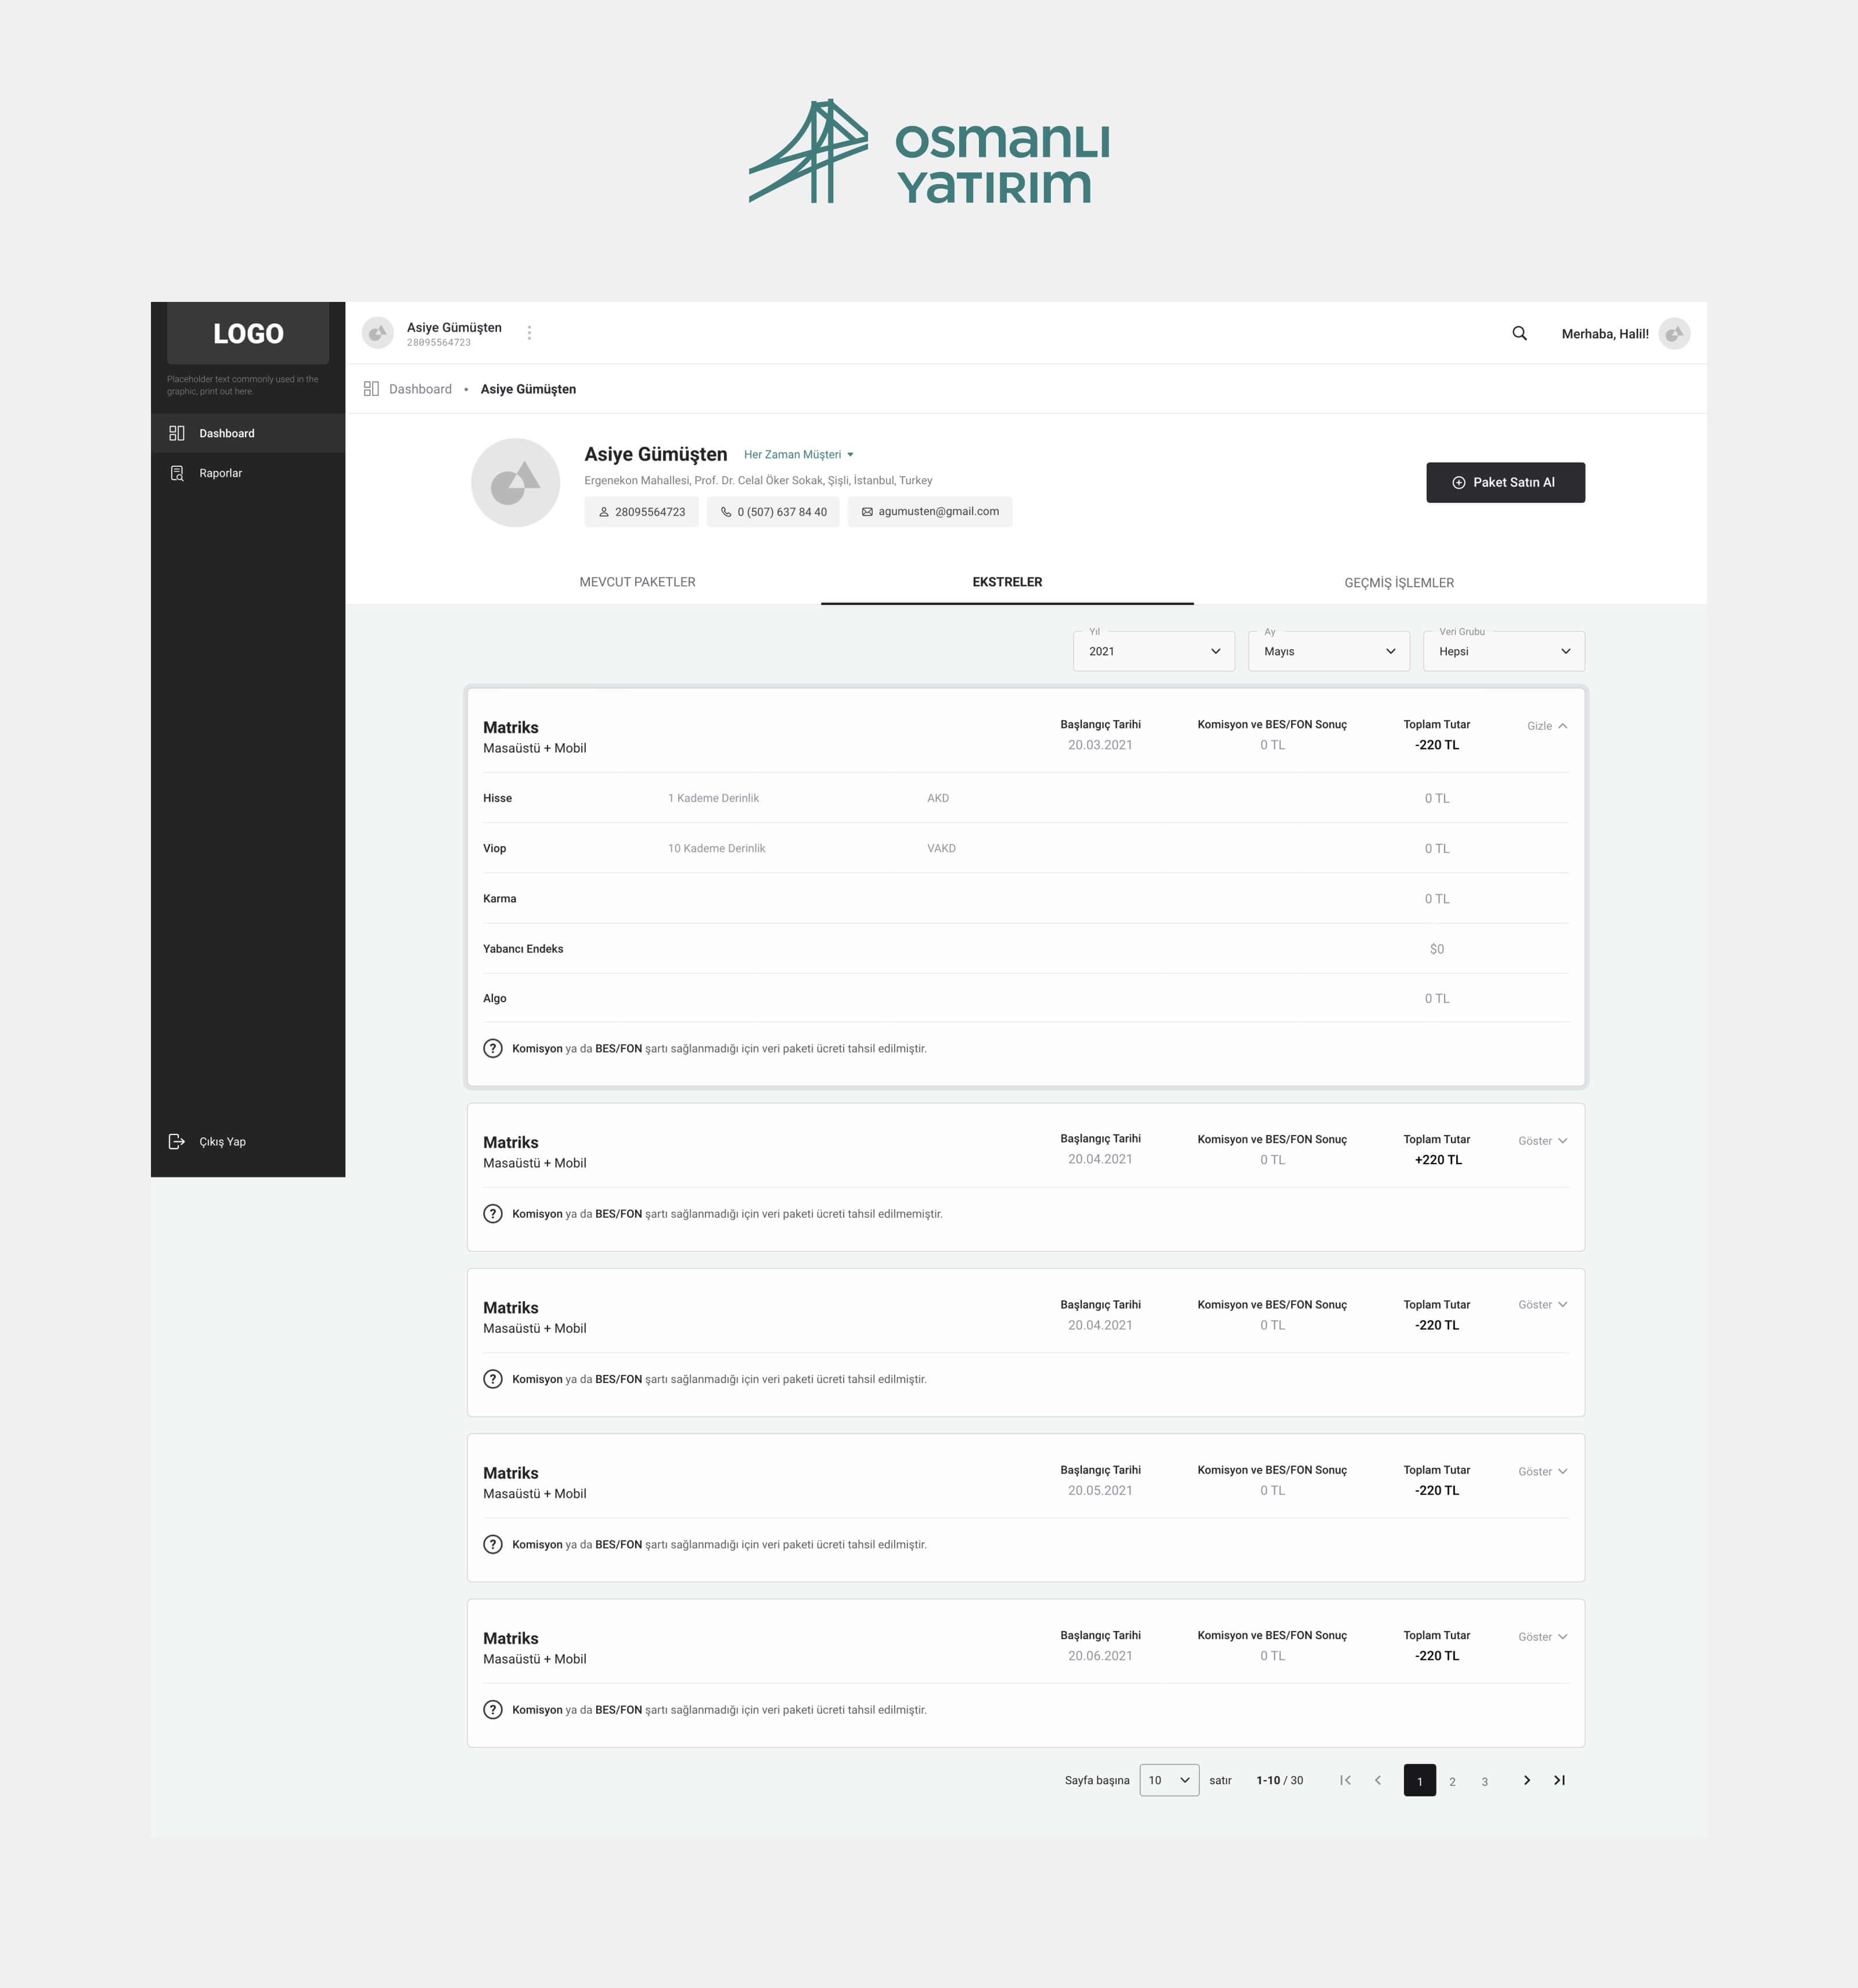 osmanlı
yatırım
LOGO
Placeholder text commonly used in the
graphic, print out here.
Dashboard
Raporlar
Çıkış Yap
Asiye Gümüşten
28095564723
Merhaba, Halil!
Dashboard • Asiye Gümüşten
Asiye Gümüşten Her Zaman Müşteri
Ergenekon Mahallesi, Prof. Dr. Celal Öker Sokak, Şişli, İstanbul, Turkey
28095564723 0 (507) 637 84 40 agumusten@gmail.com
Paket Satın Al
MEVCUT PAKETLER EKSTRELER GEÇMİŞ İŞLEMLER
Yıl Ay Veri Grubu
2021 Mayıs Hepsi
Matriks Başlangıç Tarihi Komisyon ve BES/FON Sonuç Toplam Tutar Gizle
Masaüstü + Mobil 20.03.2021 0 TL -220 TL
Hisse 1 Kademe Derinlik AKD 0 TL
Viop 10 Kademe Derinlik VAKD 0 TL
Karma 0 TL
Yabancı Endeks $0
Algo 0 TL
? Komisyon ya da BES/FON şartı sağlanmadığı için veri paketi ücreti tahsil edilmiştir.
Matriks Başlangıç Tarihi Komisyon ve BES/FON Sonuç Toplam Tutar Göster
Masaüstü + Mobil 20.04.2021 0 TL +220 TL
? Komisyon ya da BES/FON şartı sağlanmadığı için veri paketi ücreti tahsil edilmemiştir.
Matriks Başlangıç Tarihi Komisyon ve BES/FON Sonuç Toplam Tutar Göster
Masaüstü + Mobil 20.04.2021 0 TL -220 TL
? Komisyon ya da BES/FON şartı sağlanmadığı için veri paketi ücreti tahsil edilmiştir.
Matriks Başlangıç Tarihi Komisyon ve BES/FON Sonuç Toplam Tutar Göster
Masaüstü + Mobil 20.05.2021 0 TL -220 TL
? Komisyon ya da BES/FON şartı sağlanmadığı için veri paketi ücreti tahsil edilmiştir.
Matriks Başlangıç Tarihi Komisyon ve BES/FON Sonuç Toplam Tutar Göster
Masaüstü + Mobil 20.06.2021 0 TL -220 TL
? Komisyon ya da BES/FON şartı sağlanmadığı için veri paketi ücreti tahsil edilmiştir.
Sayfa başına 10 satır 1-10 / 30 1 2 3